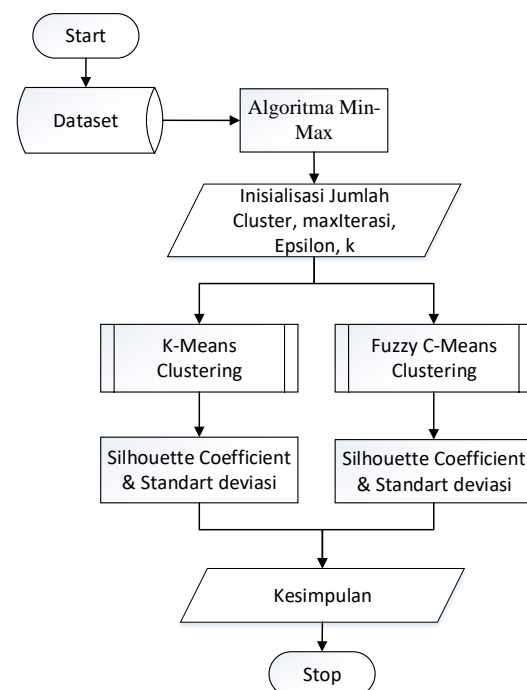 Start
Dataset
Algoritma Min-
Max
Inisialisasi Jumlah
Cluster, maxIterasi,
Epsilon, k
K-Means
Clustering
Fuzzy C-Means
Clustering
Silhouette Coefficient
& Standart deviasi
Silhouette Coefficient
& Standart deviasi
Kesimpulan
Stop